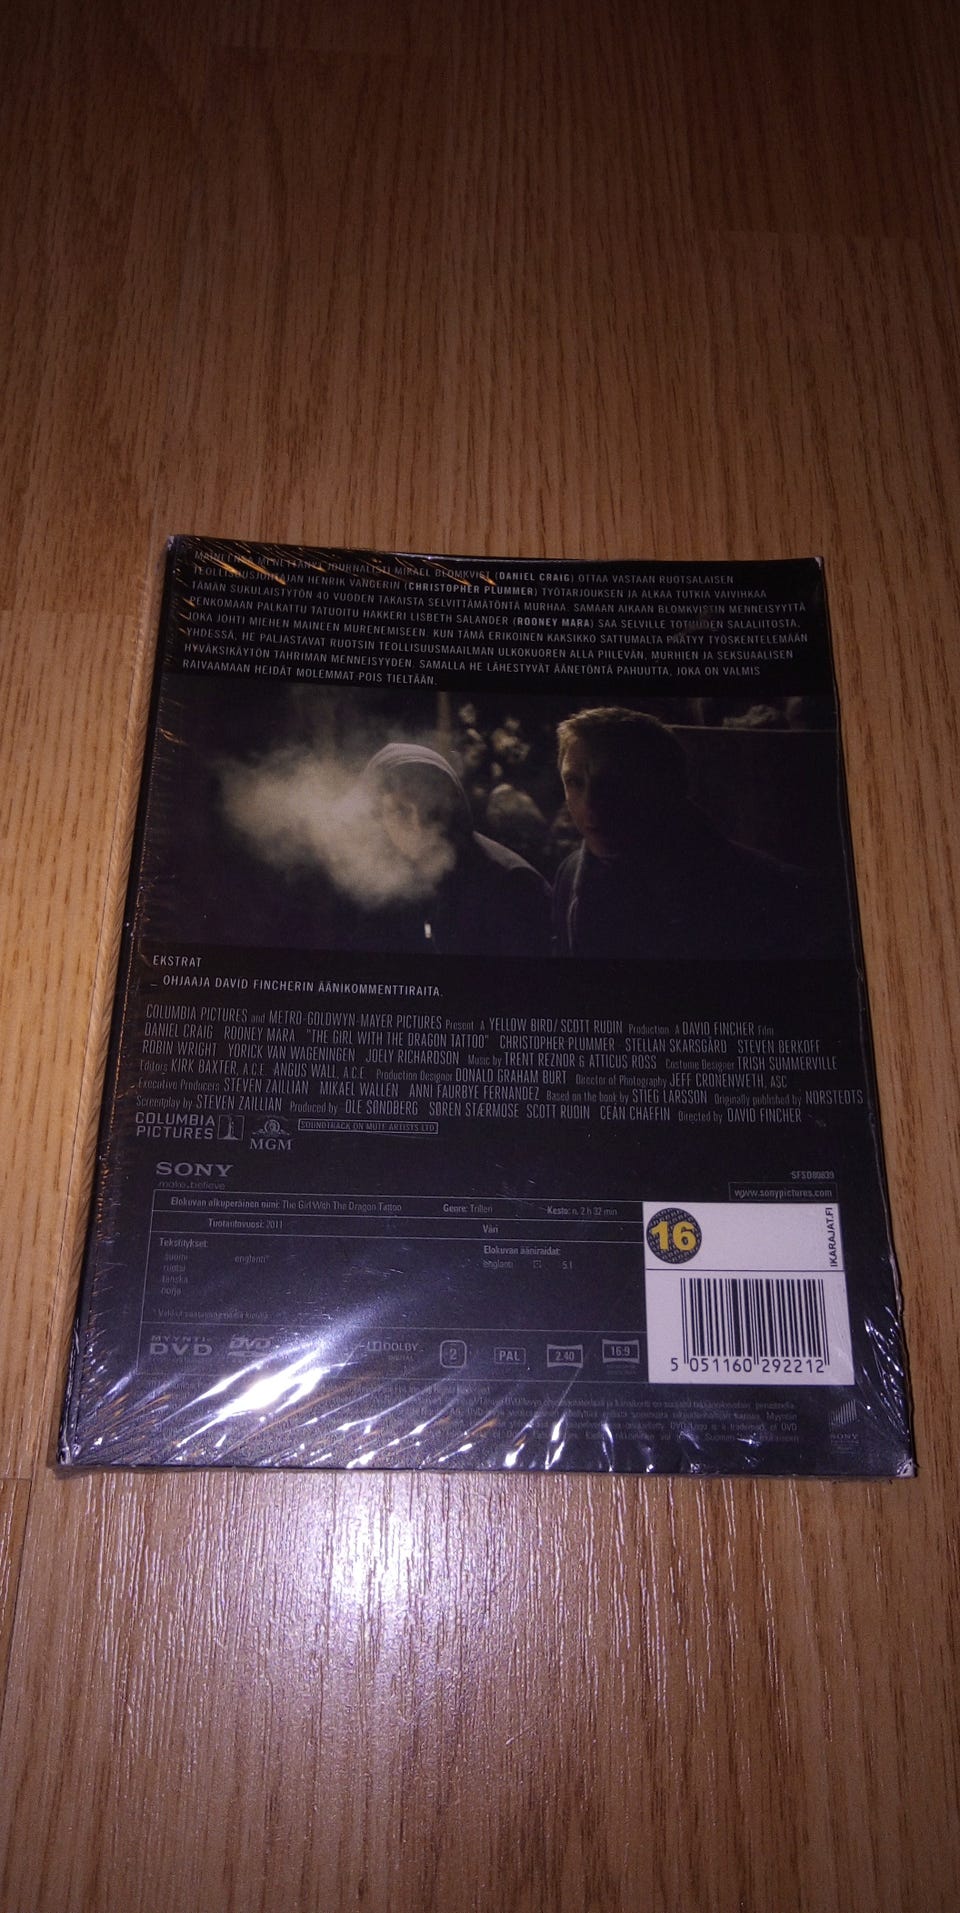 MAINEENSA MENETTÄNYT JOURNALISTI MIKAEL BLOMKVIST (DANIEL CRAIG) OTTAA VASTAAN RUOTSALAISEN
TEOLLISUUSJOHTAJAN HENRIK VANGERIN (CHRISTOPHER PLUMMER) TYÖTARJOUKSEN JA ALKAA TUTKIA VAIVIHKAA
TÄMÄN SUKULAISTYTÖN 40 VUODEN TAKAISTA SELVITTÄMÄTÖNTÄ MURHAA. SAMAAN AIKAAN BLOMKVISTIN MENNEISYYTTÄ
PENKOMAAN PALKATTU TATUOITU HAKKERI LISBETH SALANDER (ROONEY MARA) SAA SELVILLE TOTUUDEN SALALIITOSTA,
JOKA JOHTI MIEHEN MAINEEN MURENEMISEEN. KUN TÄMÄ ERIKOINEN KAKSIKKO SATTUMALTA PÄÄTYY TYÖSKENTELEMÄÄN
YHDESSÄ, HE PALJASTAVAT RUOTSIN TEOLLISUUSMAAILMAN ULKOKUOREN ALLA PIILEVÄN, MURHIEN JA SEKSUAALISEN
HYVÄKSIKÄYTÖN TAHRIMAN MENNEISYYDEN. SAMALLA HE LÄHESTYVÄT ÄÄNETÖNTÄ PAHUUTTA, JOKA ON VALMIS
RAIVAAMAAN HEIDÄT MOLEMMAT POIS TIELTÄÄN.
EKSTRAT
_ OHJAAJA DAVID FINCHERIN ÄÄNIKOMMENTTIRAITA.
COLUMBIA PICTURES and METRO-GOLDWYN-MAYER PICTURES Present A YELLOW BIRD/ SCOTT RUDIN Production A DAVID FINCHER Film
DANIEL CRAIG ROONEY MARA "THE GIRL WITH THE DRAGON TATTOO" CHRISTOPHER PLUMMER STELLAN SKARSGÅRD STEVEN BERKOFF
ROBIN WRIGHT YORICK VAN WAGENINGEN JOELY RICHARDSON Music by TRENT REZNOR & ATTICUS ROSS Costume Designer TRISH SUMMERVILLE
Editors KIRK BAXTER, A.C.E. ANGUS WALL, A.C.E. Production Designer DONALD GRAHAM BURT Director of Photography JEFF CRONENWETH, ASC
Executive Producers STEVEN ZAILLIAN MIKAEL WALLEN ANNI FAURBYE FERNANDEZ Based on the book by STIEG LARSSON Originally published by NORSTEDTS
Screenplay by STEVEN ZAILLIAN Produced by OLE SONDBERG SØREN STÆRMOSE SCOTT RUDIN CEÁN CHAFFIN Directed by DAVID FINCHER
COLUMBIA PICTURES MGM SOUNDTRACK ON MUTE ARTISTS LTD
SONY
make.believe
SFSD80839
www.sonypictures.com
Elokuvan alkuperäinen nimi: The Girl With The Dragon Tattoo Genre: Trilleri Kesto: n. 2 h 32 min
Tuotantovuosi: 2011 Väri
Tekstitykset: Elokuvan ääniraidat:
suomi englanti englanti 5.1
ruotsi
tanska
norja
16
IKARAJAT.FI
MYYNTI-DVD DVD DOLBY DIGITAL 2 PAL 2.40 16:9
5 051160 292212
SONY